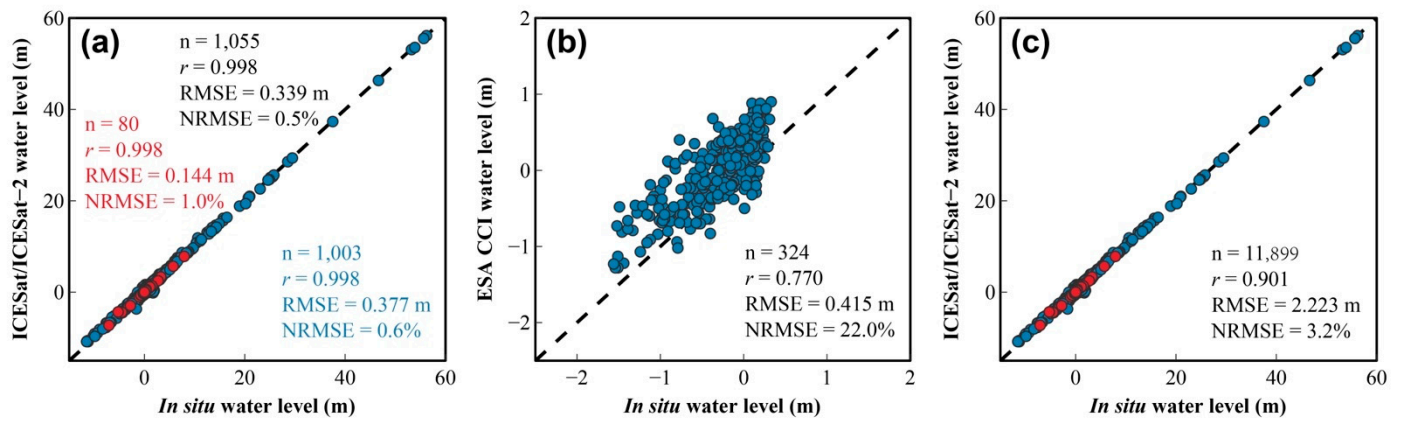 (a)
n = 1,055
r = 0.998
RMSE = 0.339 m
NRMSE = 0.5%
n = 80
r = 0.998
RMSE = 0.144 m
NRMSE = 1.0%
n = 1,003
r = 0.998
RMSE = 0.377 m
NRMSE = 0.6%
ICESat/ICESat−2 water level (m)
60
40
20
0
0
20
40
60
In situ water level (m)
(b)
n = 324
r = 0.770
RMSE = 0.415 m
NRMSE = 22.0%
ESA CCI water level (m)
2
1
0
−1
−2
−2
−1
0
1
2
In situ water level (m)
(c)
n = 11,899
r = 0.901
RMSE = 2.223 m
NRMSE = 3.2%
ICESat/ICESat−2 water level (m)
60
40
20
0
0
20
40
60
In situ water level (m)